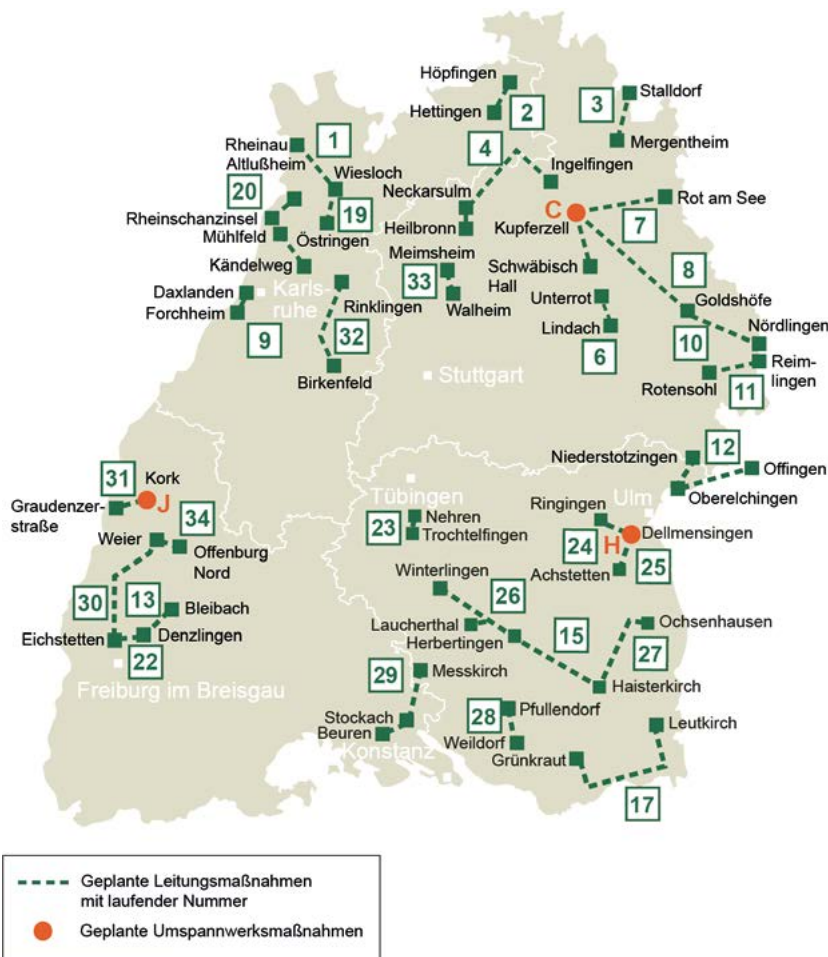 Höpfingen
Hettingen
2
3
Stalldorf
Mergentheim
1
Rheinau
Altlußheim
Wiesloch
4
Ingelfingen
20
Neckarsulm
Rheinschanzinsel
19
Heilbronn
C
Rot am See
Mühlfeld
Östringen
Kupferzell
7
Kändelweg
Meimsheim
33
Schwäbisch
Hall
8
Daxlanden
Karls-
ruhe
Walheim
Unterrot
Goldshöfe
Forchheim
Rinklingen
Lindach
Nördlingen
9
32
6
10
Reim-
lingen
Birkenfeld
Stuttgart
Rotensohl
11
12
Niederstotzingen
Offingen
31
Kork
J
Tübingen
Ulm
Oberelchingen
Graudenzer-
straße
34
23
Nehren
Trochtelfingen
Ringingen
Weier
Offenburg
Nord
24
H
Dellmensingen
Achstetten
25
Winterlingen
26
30
13
Bleibach
Laucherthal
15
Ochsenhausen
Eichstetten
Denzlingen
Herbertingen
27
22
Freiburg im Breisgau
29
Messkirch
Haisterkirch
28
Pfullendorf
Leutkirch
Stockach
Beuren
Weildorf
Konstanz
Grünkraut
17
Geplante Leitungsmaßnahmen
mit laufender Nummer
Geplante Umspannwerksmaßnahmen